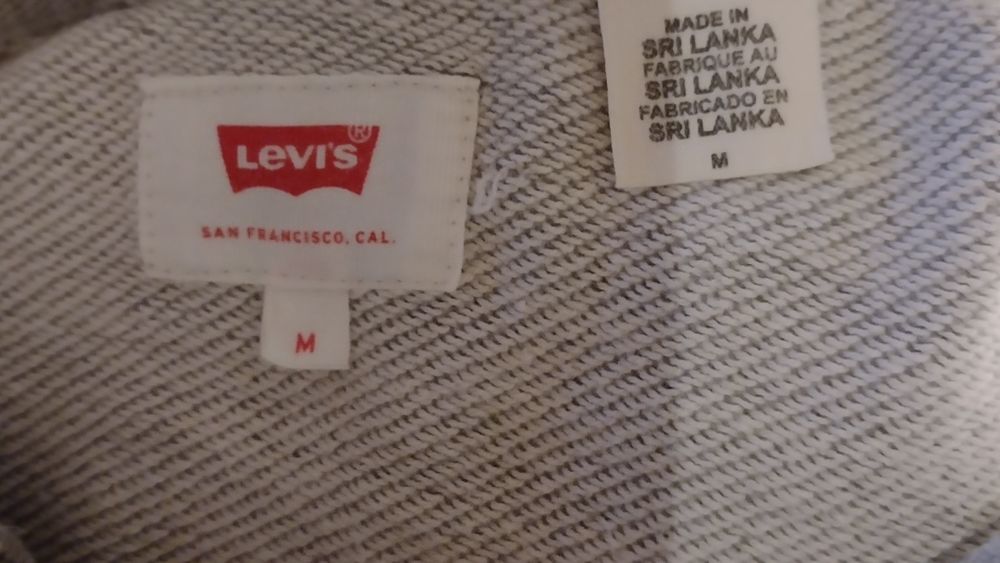 LEVI'S®
SAN FRANCISCO, CAL.
M
MADE IN
SRI LANKA
FABRIQUE AU
SRI LANKA
FABRICADO EN
SRI LANKA
M